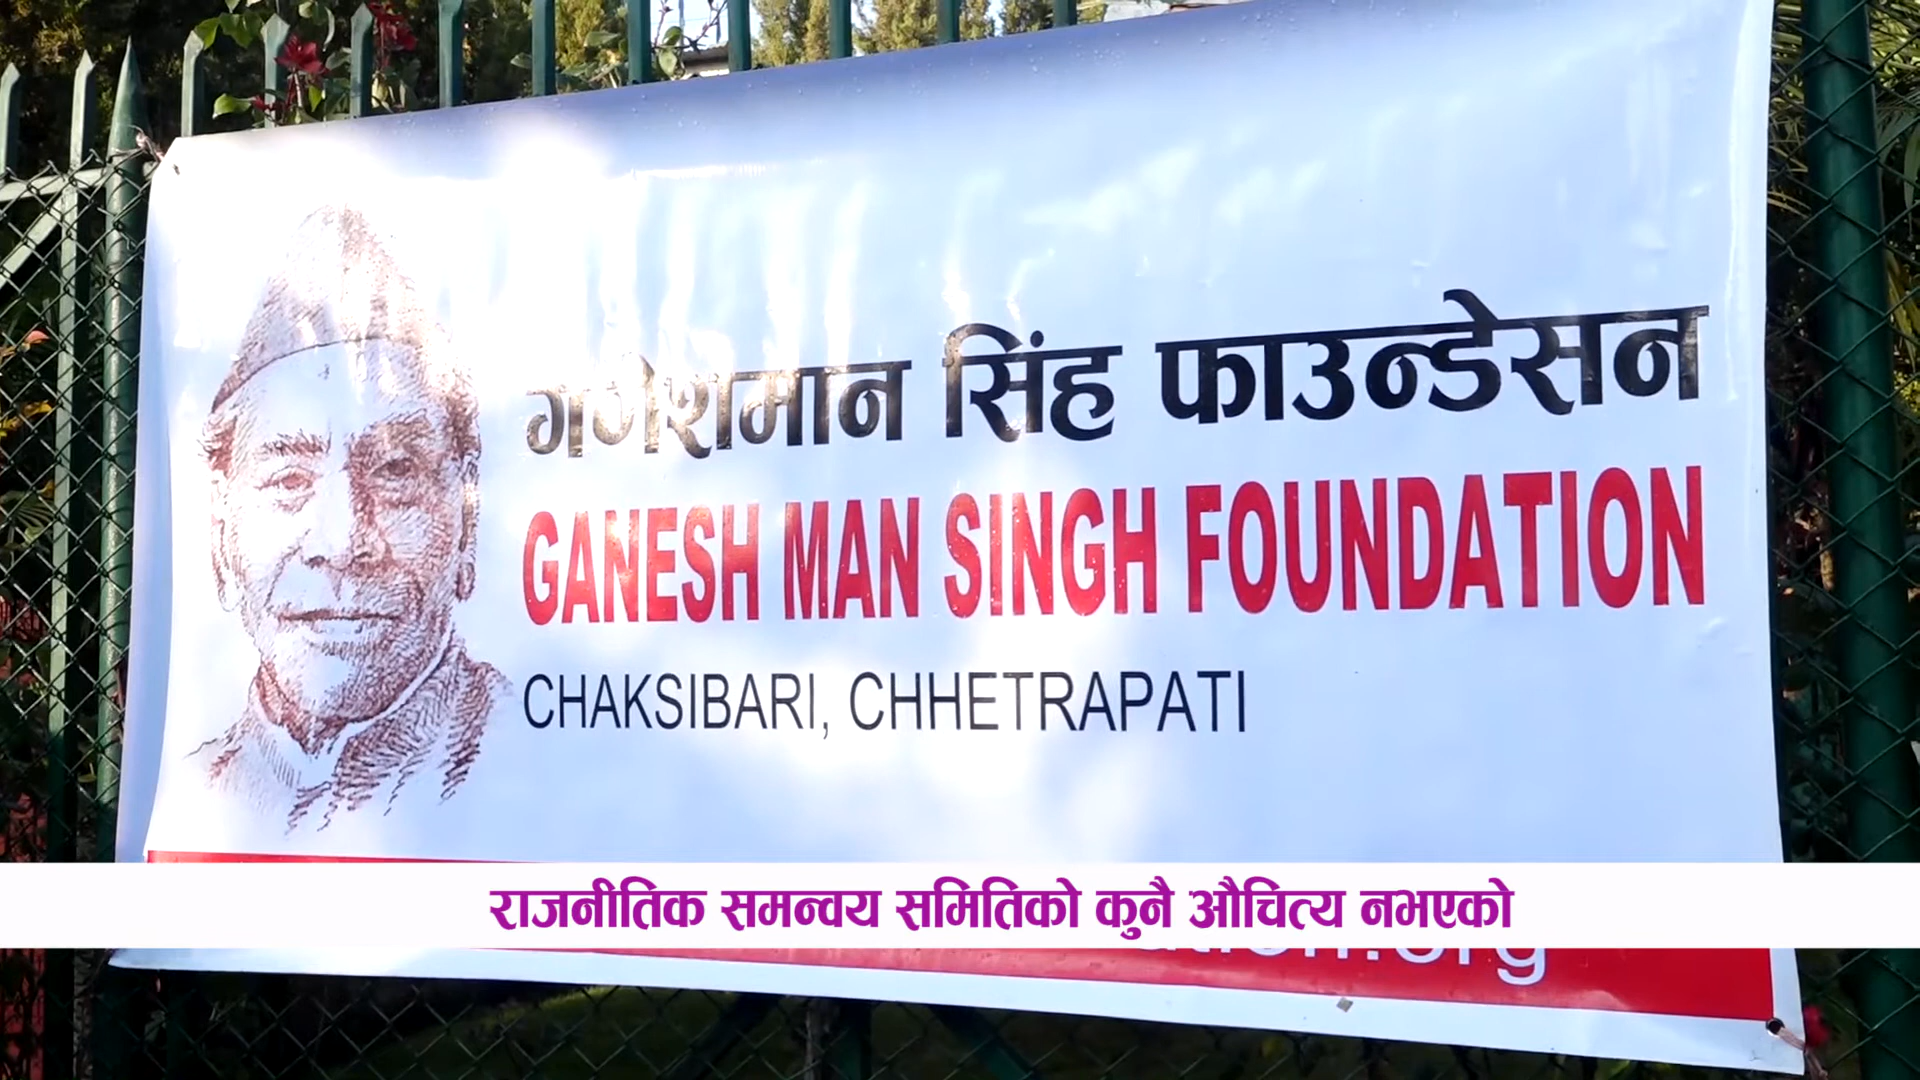 गणेशमान सिंह फाउन्डेसन
GANESH MAN SINGH FOUNDATION
CHAKSIBARI, CHHETRAPATI
राजनीतिक समन्वय समितिको कुनै औचित्य नभएको